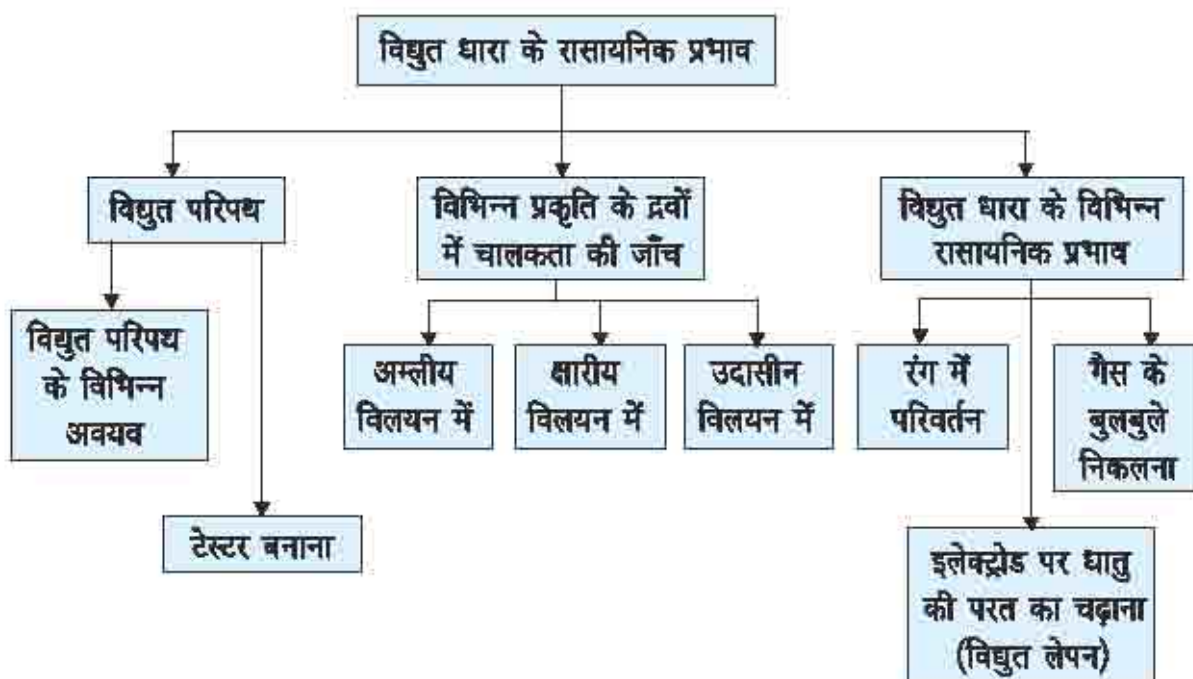 विद्युत धारा के रासायनिक प्रभाव
विद्युत परिपथ
विभिन्न प्रकृति के द्रवों
में चालकता की जाँच
विद्युत धारा के विभिन्न
रासायनिक प्रभाव
विद्युत परिपथ
के विभिन्न
अवयव
टेस्टर बनाना
अम्लीय
विलयन में
क्षारीय
विलयन में
उदासीन
विलयन में
रंग में
परिवर्तन
गैस के
बुलबुले
निकलना
इलेक्ट्रोड पर धातु
की परत का चढ़ाना
(विद्युत लेपन)